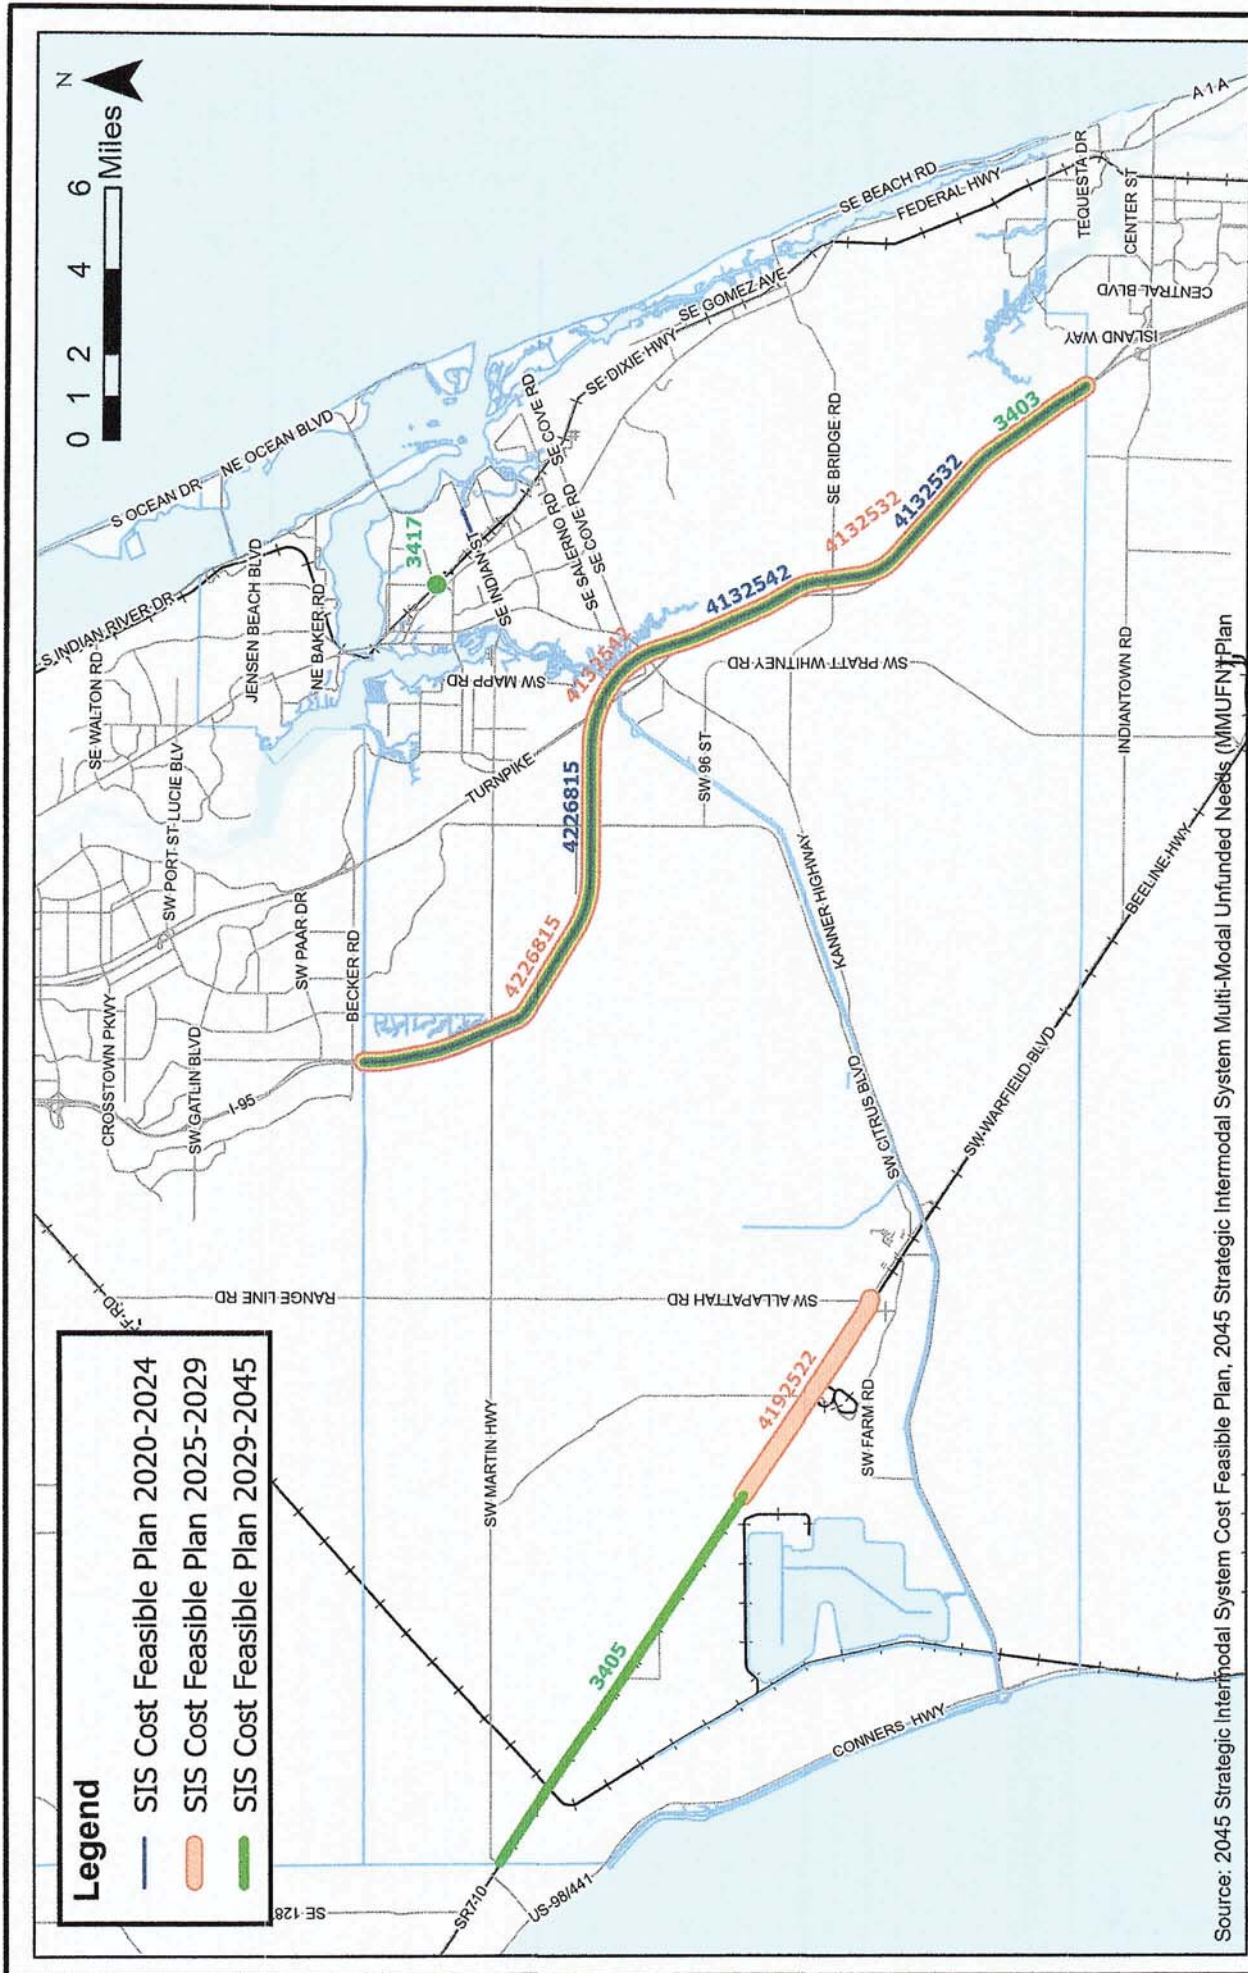 Legend
SIS Cost Feasible Plan 2020-2024
SIS Cost Feasible Plan 2025-2029
SIS Cost Feasible Plan 2029-2045
N
0 1 2 4 6
Miles
CROSSTOWN PKWY
SW GATLIN BLVD
I-95
SW PORT ST LUCIE BLV
SW PAAR DR
BECKER RD
SE WALTON RD
S INDIAN RIVER DR
JENSEN BEACH BLVD
NE BAKER RD
S OCEAN DR
NE OCEAN BLVD
RANGE LINE RD
FF RD
SE 128
SR710
US-98/441
SW MARTIN HWY
TURNPIKE
SW MAPP RD
3417
SE INDIAN ST
SE SALERNO RD
SE COVE RD
SE COVE RD
SE DIXIE HWY
SE GOMEZ AVE
SE BEACH RD
FEDERAL HWY
A 1 A
4226815
4226815
4132542
4132542
4132532
4132532
3403
SE BRIDGE RD
SW 96 ST
SW PRATT WHITNEY RD
KANNER HIGHWAY
SW CITRUS BLVD
SW ALLAPATTAH RD
4192522
SW FARM RD
3405
CONNERS HWY
SW WARFIELD BLVD
BEELINE HWY
INDIANTOWN RD
ISLAND WAY
CENTRAL BLVD
CENTER ST
TEQUESTA DR
Source: 2045 Strategic Intermodal System Cost Feasible Plan, 2045 Strategic Intermodal System Multi-Modal Unfunded Needs (MMUFN) Plan